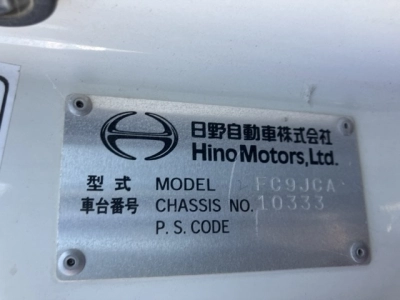 日野自動車株式会社
Hino Motors, Ltd.
型式 MODEL FC9JCA
車台番号 CHASSIS NO. 10333
P.S.CODE